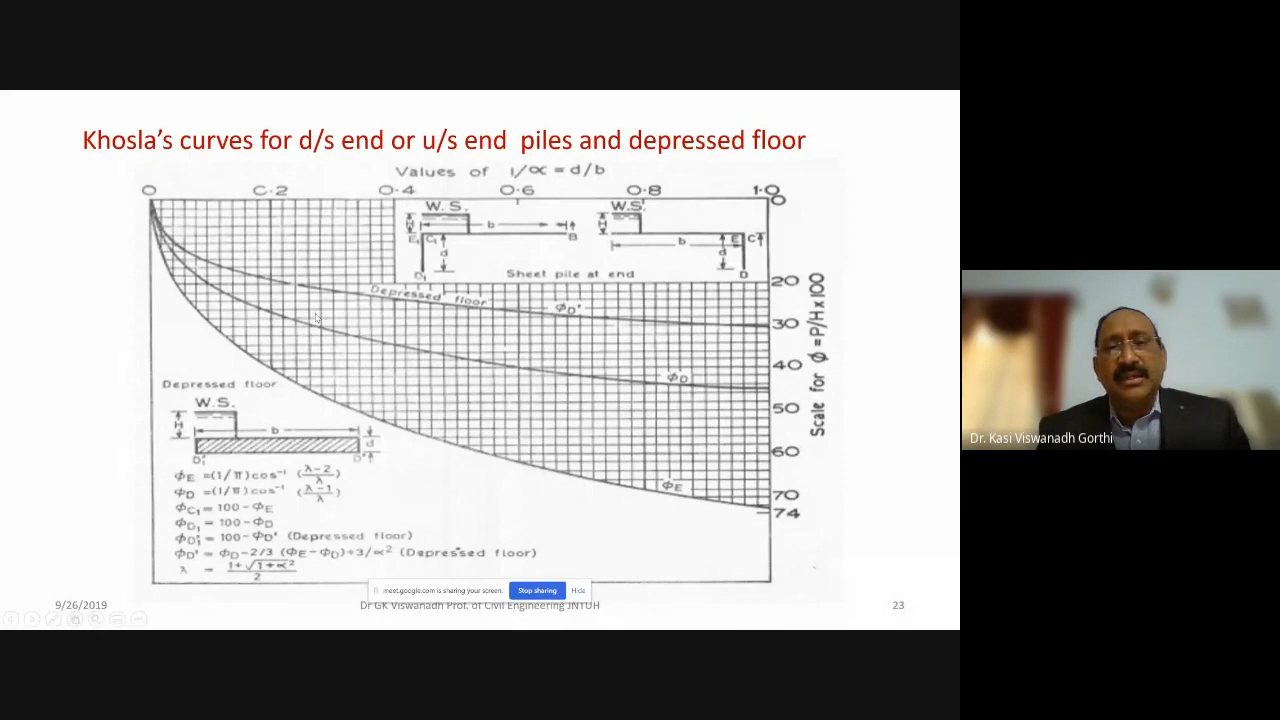 Khosla's curves for d/s end or u/s end piles and depressed floor
Values of 1/∝ = d/b
0 0.2 0.4 0.6 0.8 1.0
0
W.S. W.S.
H b B H b
E₁ C₁ d E C d
D₁ Sheet pile at end D
20
Depressed floor ϕD'
30
40
ϕD
50
60
ϕE
70
74
Scale for ϕ = P/H×100
Depressed floor
W.S.
H b d
D₁' D'
ϕE =(1/π)cos⁻¹ (λ-2/λ)
ϕD =(1/π)cos⁻¹ (λ-1/λ)
ϕC₁ = 100-ϕE
ϕD₁ = 100-ϕD
ϕD₁' = 100-ϕD' (Depressed floor)
ϕD' = ϕD-2/3 (ϕE-ϕD)+3/∝² (Depressed floor)
λ = 1+√1+∝²/2
meet.google.com is sharing your screen. Stop sharing Hide
9/26/2019 Dr GK Viswanadh Prof. of Civil Engineering JNTUH 23
Dr. Kasi Viswanadh Gorthi